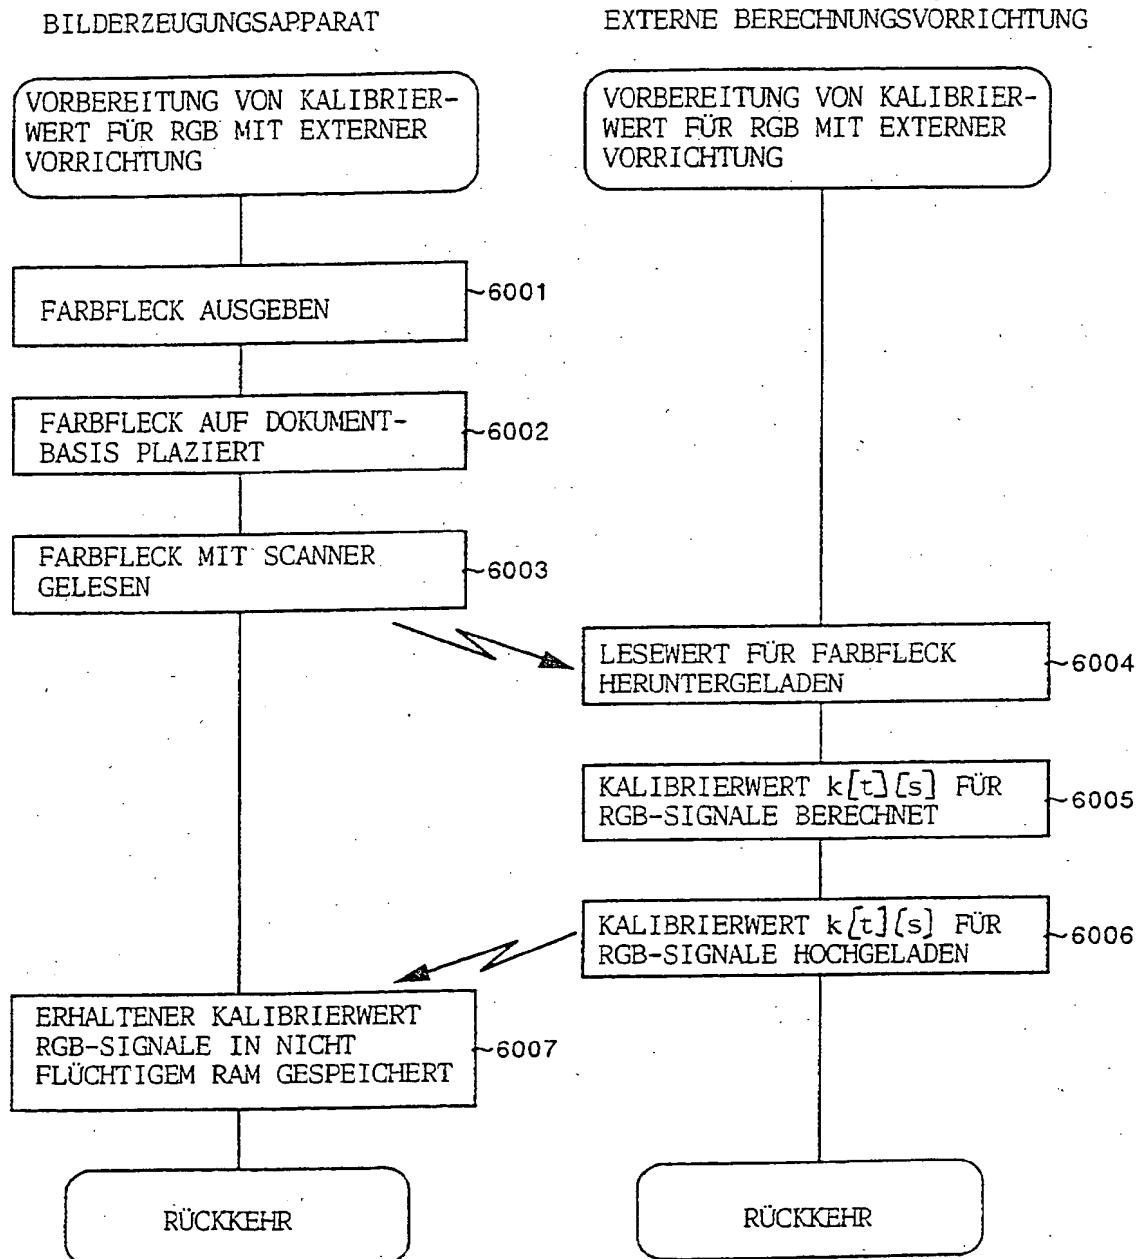 BILDERZEUGUNGSAPPARAT
EXTERNE BERECHNUNGSVORRICHTUNG
VORBEREITUNG VON KALIBRIER-
WERT FÜR RGB MIT EXTERNER
VORRICHTUNG
VORBEREITUNG VON KALIBRIER-
WERT FÜR RGB MIT EXTERNER
VORRICHTUNG
FARBFLECK AUSGEBEN
6001
FARBFLECK AUF DOKUMENT-
BASIS PLAZIERT
6002
FARBFLECK MIT SCANNER
GELESEN
6003
LESEWERT FÜR FARBFLECK
HERUNTERGELADEN
6004
KALIBRIERWERT k[t][s] FÜR
RGB-SIGNALE BERECHNET
6005
KALIBRIERWERT k[t][s] FÜR
RGB-SIGNALE HOCHGELADEN
6006
ERHALTENER KALIBRIERWERT
RGB-SIGNALE IN NICHT
FLÜCHTIGEM RAM GESPEICHERT
6007
RÜCKKEHR
RÜCKKEHR